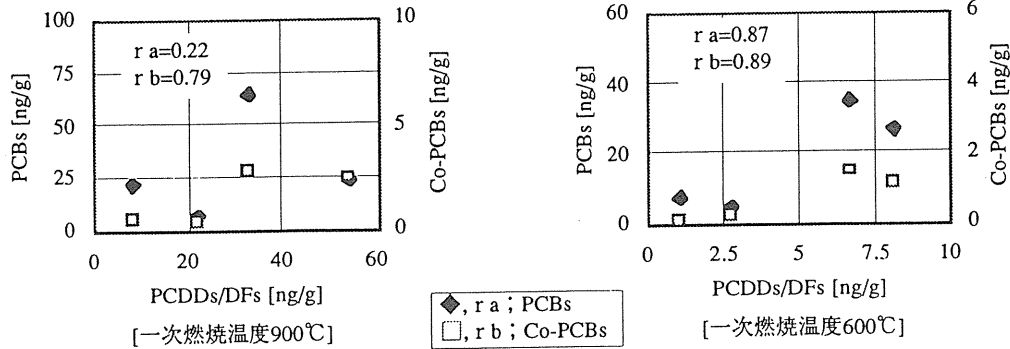 100
75
50
25
0
PCBs [ng/g]
r a=0.22
r b=0.79
10
5
0
Co-PCBs [ng/g]
0
20
40
60
PCDDs/DFs [ng/g]
[一次燃焼温度900℃]
60
40
20
0
PCBs [ng/g]
r a=0.87
r b=0.89
6
4
2
0
Co-PCBs [ng/g]
0
2.5
5
7.5
10
PCDDs/DFs [ng/g]
[一次燃焼温度600℃]
, r a ; PCBs
, r b ; Co-PCBs